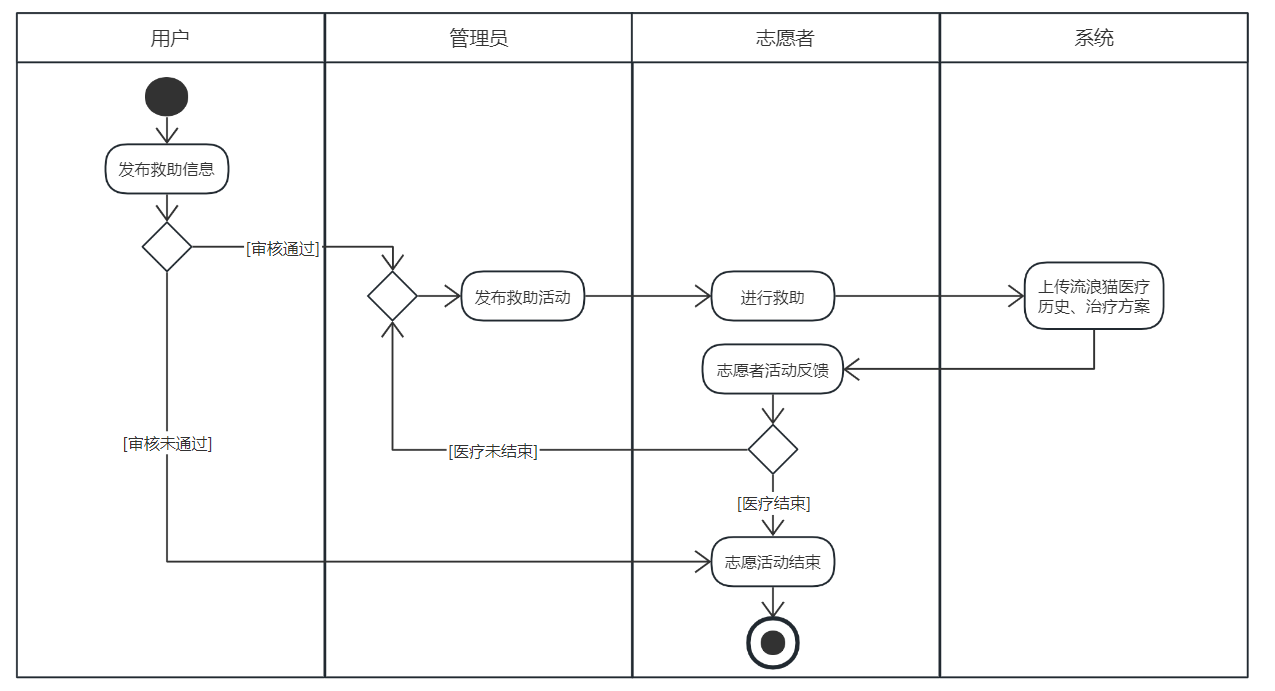 用户
管理员
志愿者
系统
发布救助信息
[审核通过]
发布救助活动
进行救助
上传流浪猫医疗
历史、治疗方案
志愿者活动反馈
[审核未通过]
[医疗未结束]
[医疗结束]
志愿活动结束